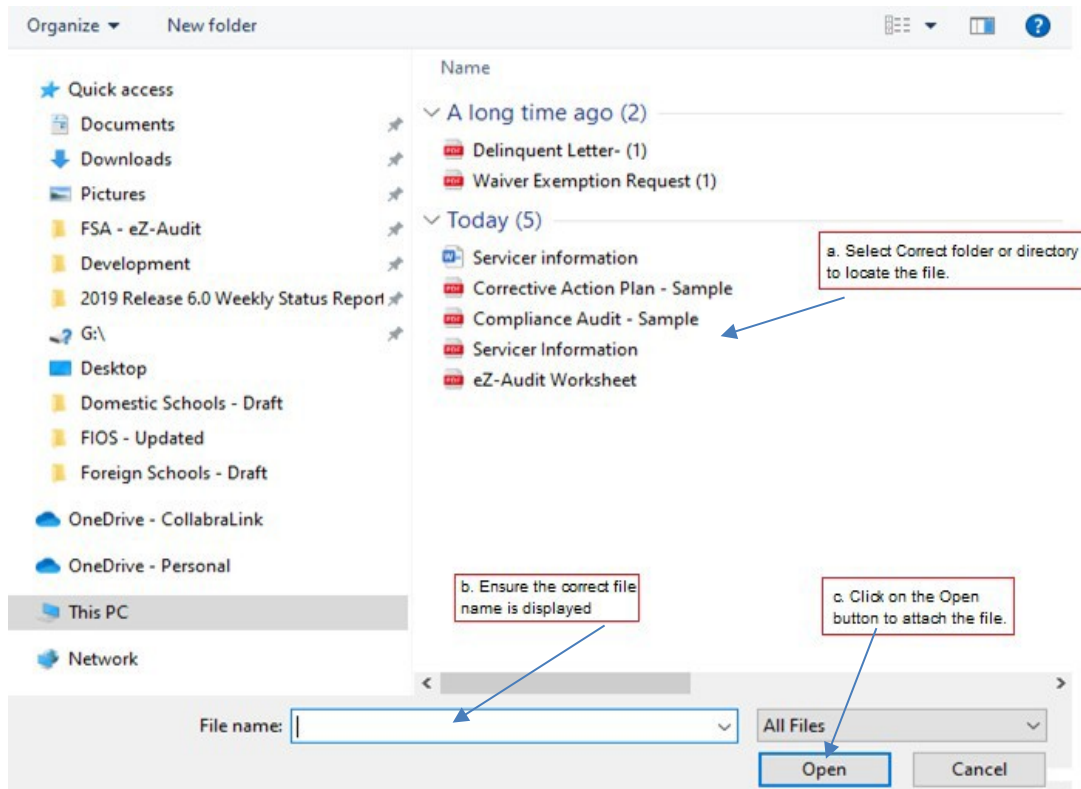 Organize New folder
Quick access
Documents
Downloads
Pictures
FSA - eZ-Audit
Development
2019 Release 6.0 Weekly Status Report
G:\
Desktop
Domestic Schools - Draft
FIOS - Updated
Foreign Schools - Draft
OneDrive - CollabraLink
OneDrive - Personal
This PC
Network
Name
A long time ago (2)
Delinquent Letter- (1)
Waiver Exemption Request (1)
Today (5)
Servicer information
Corrective Action Plan - Sample
Compliance Audit - Sample
Servicer Information
eZ-Audit Worksheet
a. Select Correct folder or directory
to locate the file.
b. Ensure the correct file
name is displayed
c. Click on the Open
button to attach the file.
File name:
All Files
Open Cancel